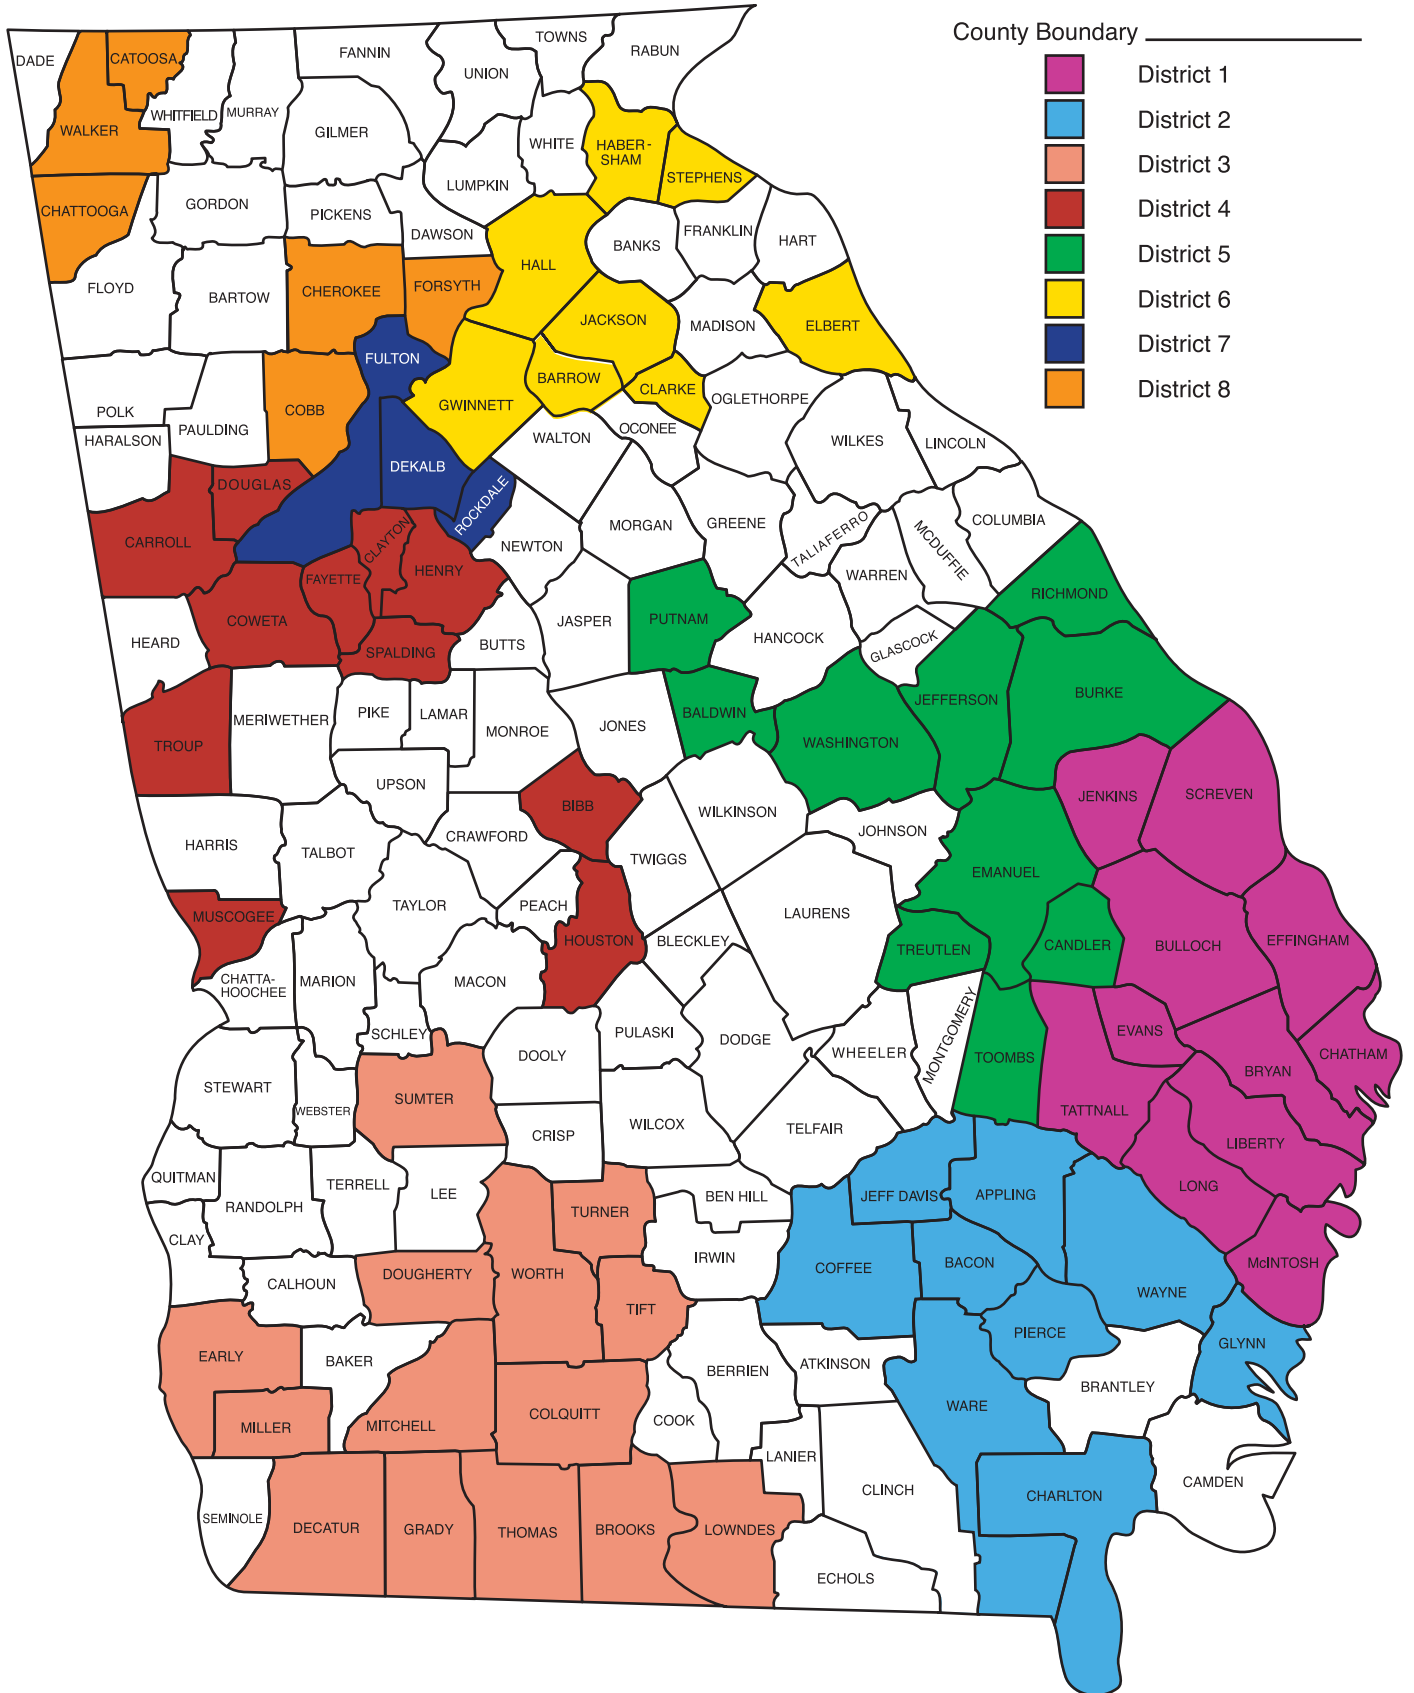 County Boundary
District 1
District 2
District 3
District 4
District 5
District 6
District 7
District 8
DADE
WALKER
CATOOSA
WHITFIELD
MURRAY
FANNIN
GILMER
UNION
TOWNS
RABUN
WHITE
HABER-
SHAM
STEPHENS
LUMPKIN
CHATTOOGA
GORDON
PICKENS
DAWSON
HALL
BANKS
FRANKLIN
HART
FLOYD
BARTOW
CHEROKEE
FORSYTH
JACKSON
MADISON
ELBERT
POLK
HARALSON
PAULDING
COBB
FULTON
GWINNETT
BARROW
CLARKE
OGLETHORPE
OCONEE
WALTON
WILKES
LINCOLN
DEKALB
ROCKDALE
DOUGLAS
CARROLL
CLAYTON
HENRY
FAYETTE
NEWTON
MORGAN
GREENE
TALIAFERRO
MCDUFFIE
COLUMBIA
WARREN
RICHMOND
HEARD
COWETA
SPALDING
BUTTS
JASPER
PUTNAM
HANCOCK
GLASCOCK
TROUP
MERIWETHER
PIKE
LAMAR
MONROE
JONES
BALDWIN
WASHINGTON
JEFFERSON
BURKE
UPSON
BIBB
WILKINSON
JENKINS
SCREVEN
HARRIS
TALBOT
CRAWFORD
TWIGGS
JOHNSON
EMANUEL
MUSCOGEE
TAYLOR
PEACH
HOUSTON
BLECKLEY
LAURENS
TREUTLEN
CANDLER
BULLOCH
EFFINGHAM
CHATTA-
HOOCHEE
MARION
MACON
SCHLEY
DOOLY
PULASKI
DODGE
WHEELER
MONTGOMERY
TOOMBS
EVANS
TATTNALL
BRYAN
CHATHAM
STEWART
WEBSTER
SUMTER
CRISP
WILCOX
TELFAIR
LIBERTY
LONG
QUITMAN
RANDOLPH
TERRELL
LEE
TURNER
BEN HILL
JEFF DAVIS
APPLING
CLAY
CALHOUN
DOUGHERTY
WORTH
TIFT
IRWIN
COFFEE
BACON
WAYNE
McINTOSH
EARLY
BAKER
BERRIEN
ATKINSON
PIERCE
GLYNN
MILLER
MITCHELL
COLQUITT
COOK
LANIER
WARE
BRANTLEY
CLINCH
CHARLTON
CAMDEN
SEMINOLE
DECATUR
GRADY
THOMAS
BROOKS
LOWNDES
ECHOLS